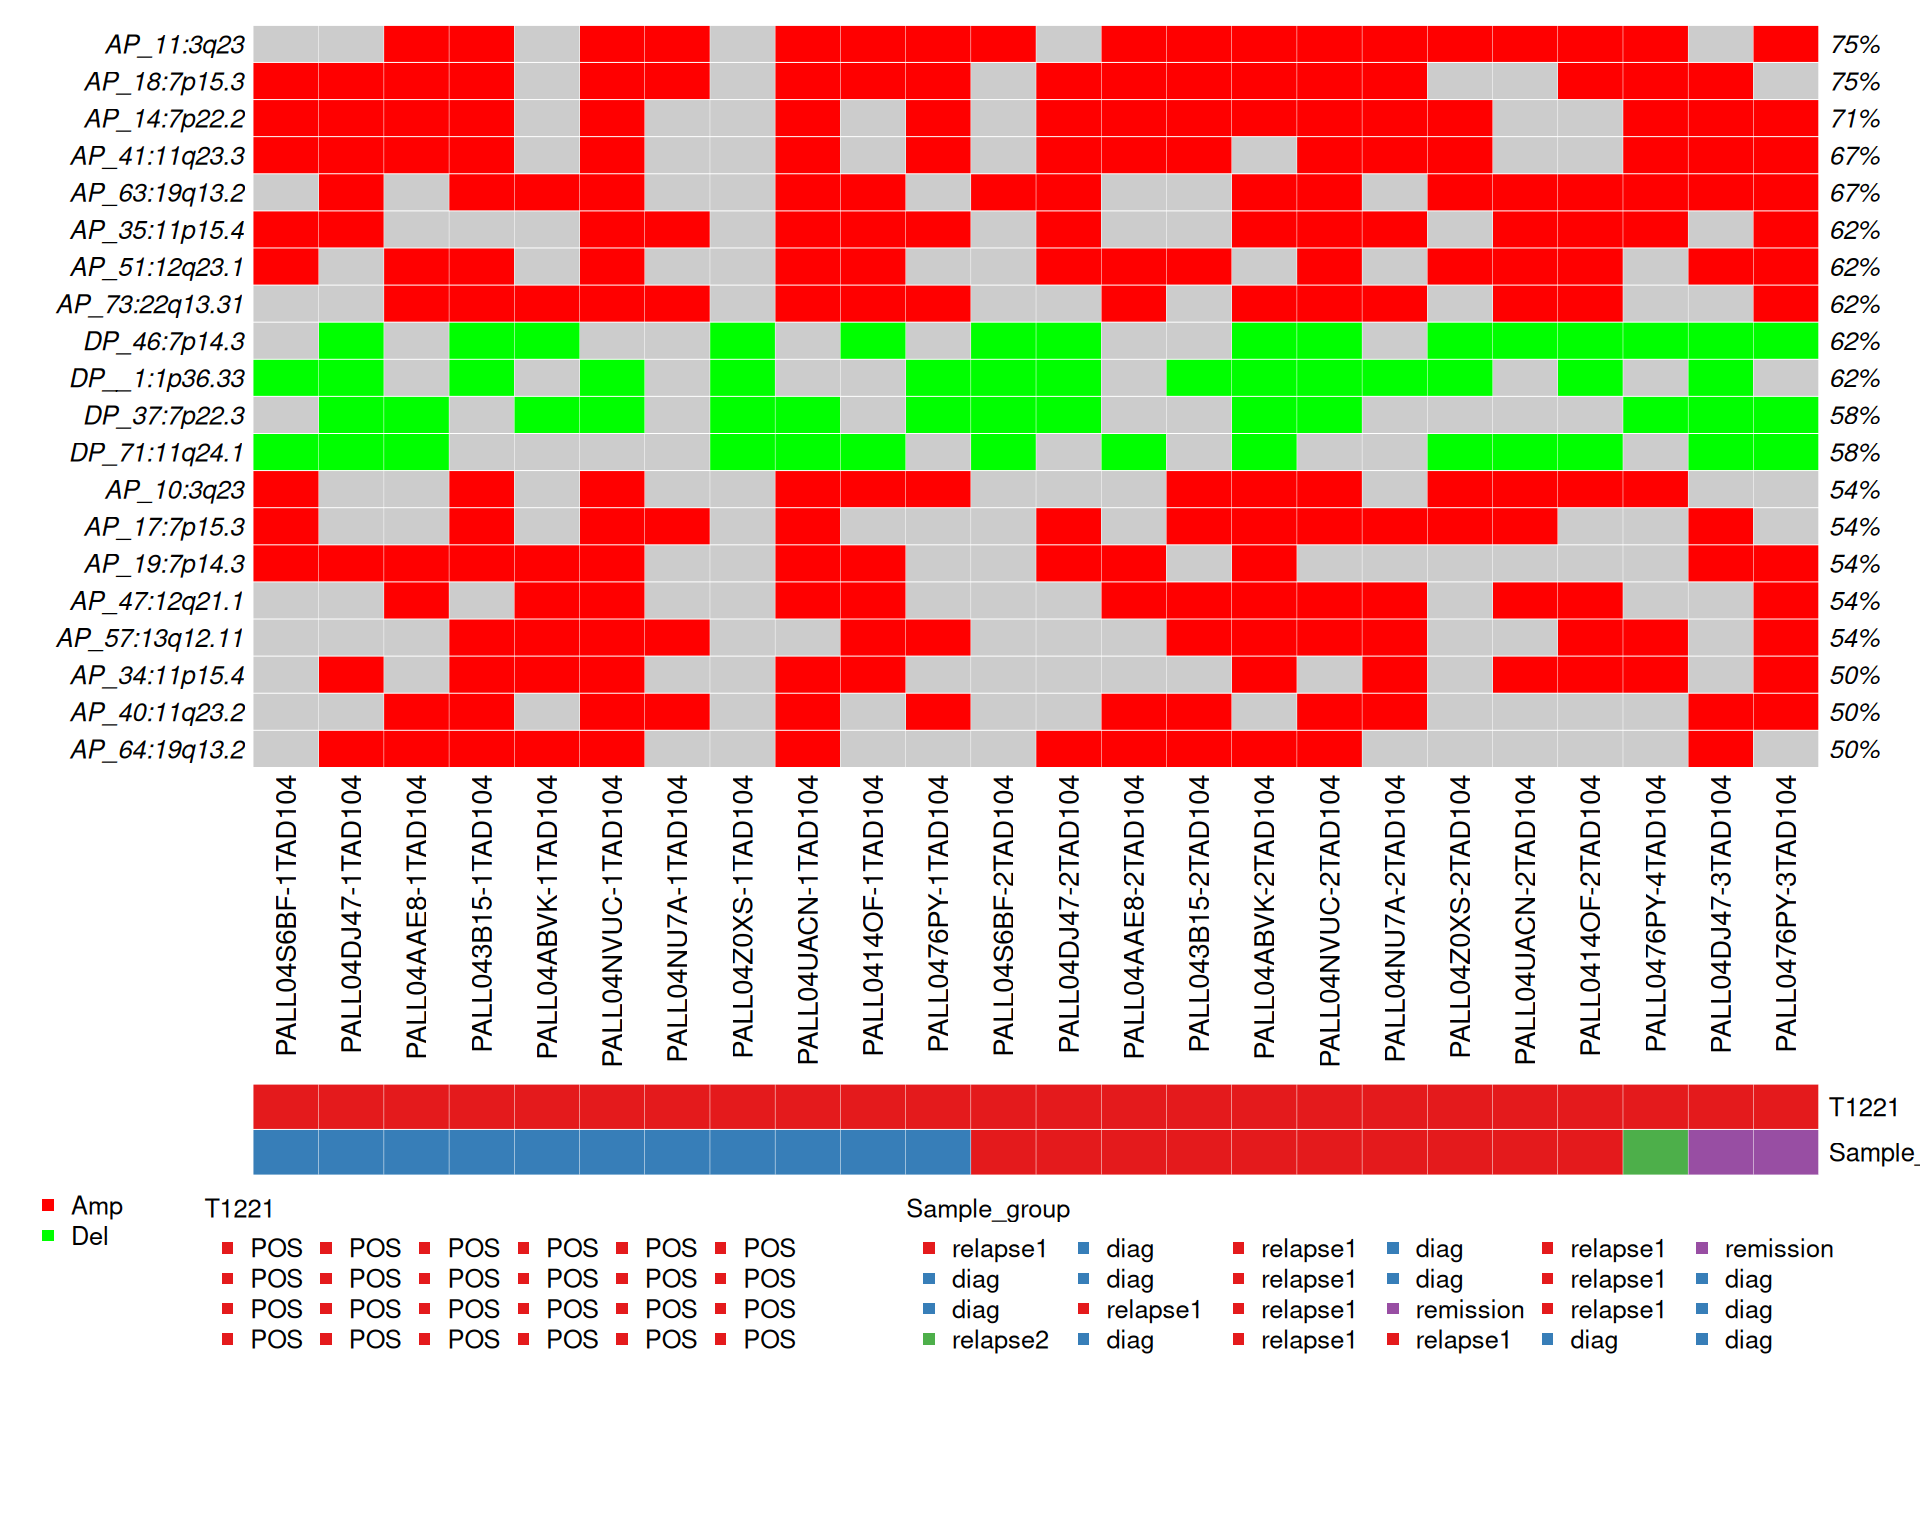 AP_11:3q23 75%
AP_18:7p15.3 75%
AP_14:7p22.2 71%
AP_41:11q23.3 67%
AP_63:19q13.2 67%
AP_35:11p15.4 62%
AP_51:12q23.1 62%
AP_73:22q13.31 62%
DP_46:7p14.3 62%
DP__1:1p36.33 62%
DP_37:7p22.3 58%
DP_71:11q24.1 58%
AP_10:3q23 54%
AP_17:7p15.3 54%
AP_19:7p14.3 54%
AP_47:12q21.1 54%
AP_57:13q12.11 54%
AP_34:11p15.4 50%
AP_40:11q23.2 50%
AP_64:19q13.2 50%
PALL04S6BF-1TAD104
PALL04DJ47-1TAD104
PALL04AAE8-1TAD104
PALL043B15-1TAD104
PALL04ABVK-1TAD104
PALL04NVUC-1TAD104
PALL04NU7A-1TAD104
PALL04Z0XS-1TAD104
PALL04UACN-1TAD104
PALL0414OF-1TAD104
PALL0476PY-1TAD104
PALL04S6BF-2TAD104
PALL04DJ47-2TAD104
PALL04AAE8-2TAD104
PALL043B15-2TAD104
PALL04ABVK-2TAD104
PALL04NVUC-2TAD104
PALL04NU7A-2TAD104
PALL04Z0XS-2TAD104
PALL04UACN-2TAD104
PALL0414OF-2TAD104
PALL0476PY-4TAD104
PALL04DJ47-3TAD104
PALL0476PY-3TAD104
T1221
Sample_
Amp
Del
T1221
POS POS POS POS POS POS
POS POS POS POS POS POS
POS POS POS POS POS POS
POS POS POS POS POS POS
Sample_group
relapse1 diag relapse1 diag relapse1 remission
diag diag relapse1 diag relapse1 diag
diag relapse1 relapse1 remission relapse1 diag
relapse2 diag relapse1 relapse1 diag diag